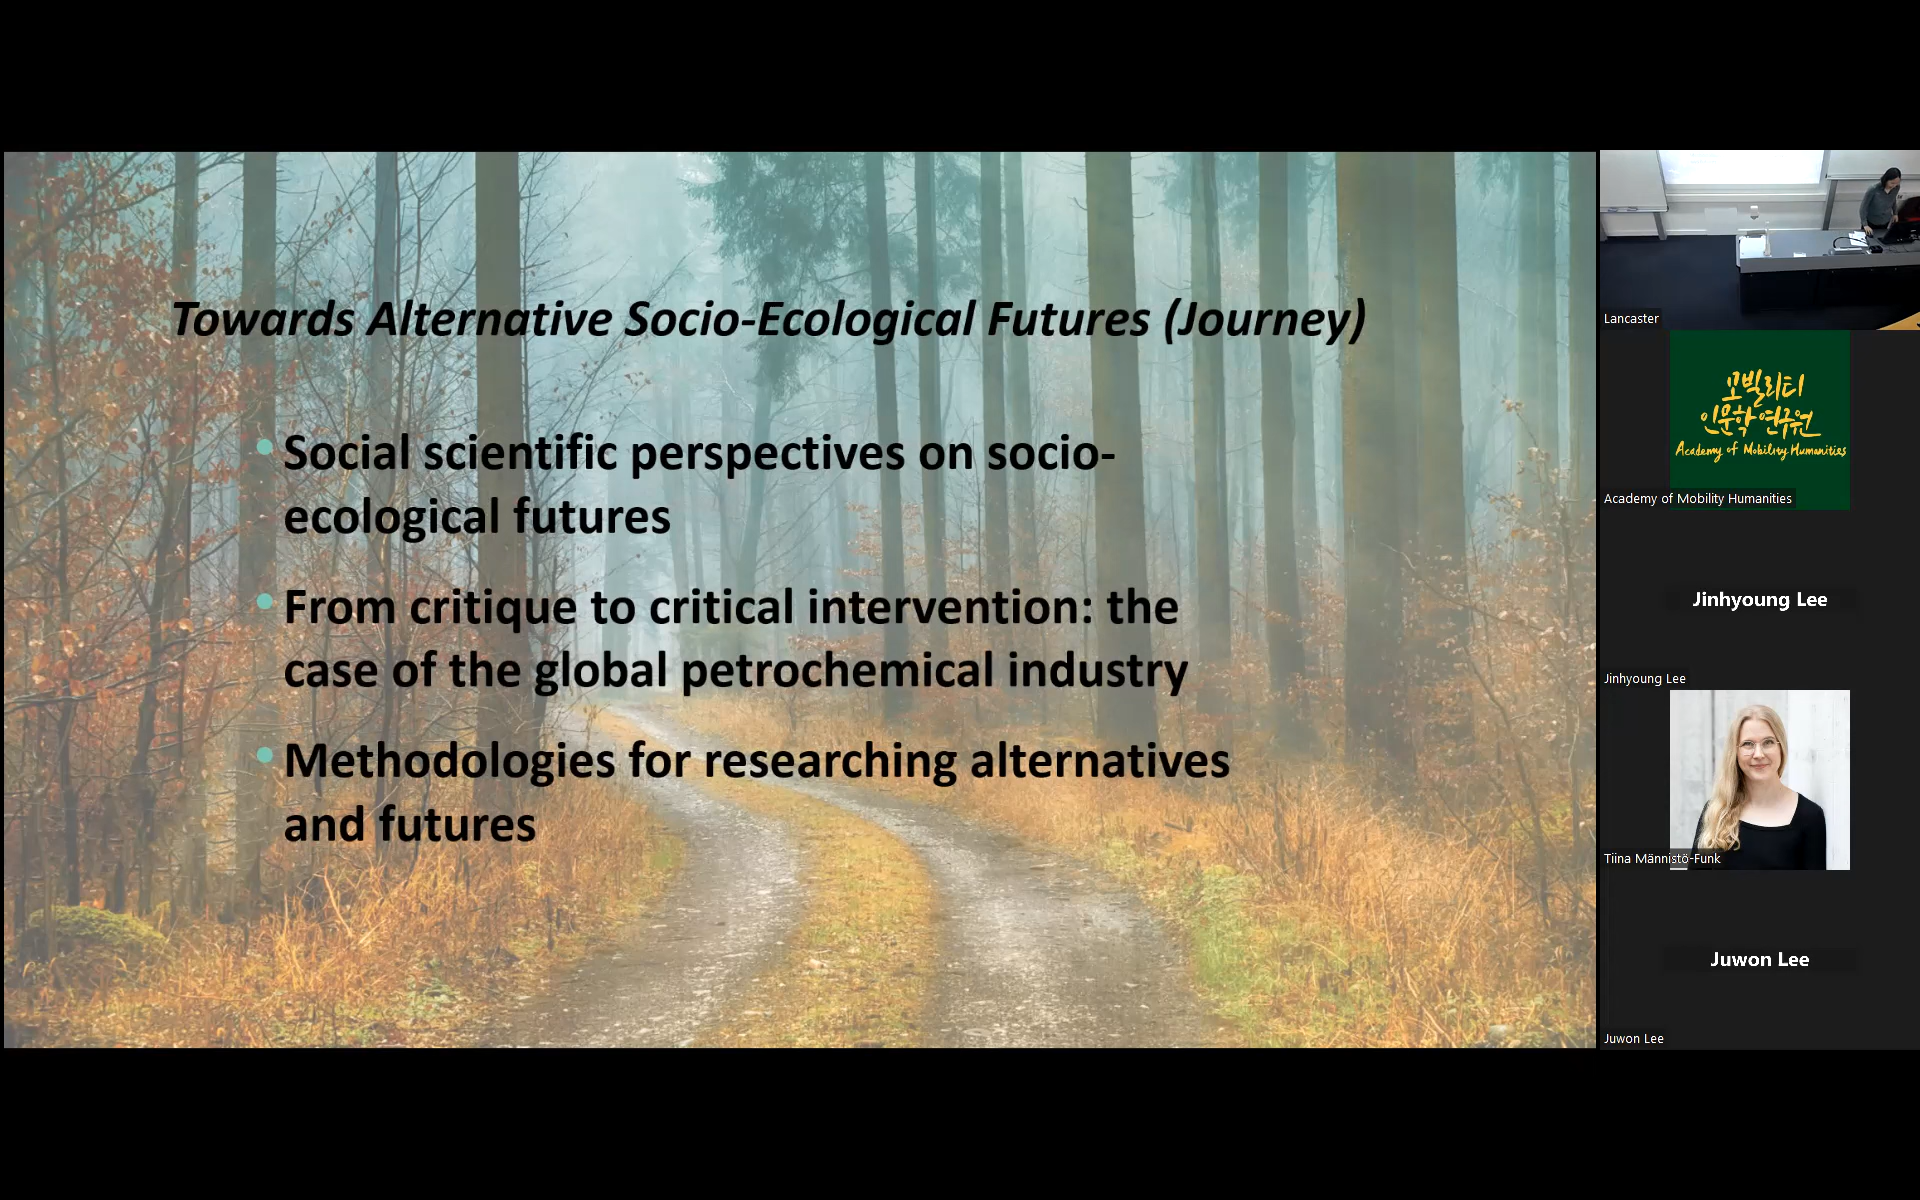 Towards Alternative Socio-Ecological Futures (Journey)
Social scientific perspectives on socio-
ecological futures
From critique to critical intervention: the
case of the global petrochemical industry
Methodologies for researching alternatives
and futures
Lancaster
모빌리티
인문학 연구원
Academy of Mobility Humanities
Academy of Mobility Humanities
Jinhyoung Lee
Jinhyoung Lee
Tiina Männistö-Funk
Juwon Lee
Juwon Lee